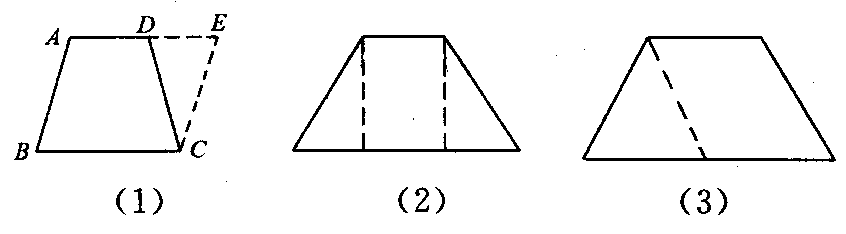 A D E
B C
(1) (2) (3)